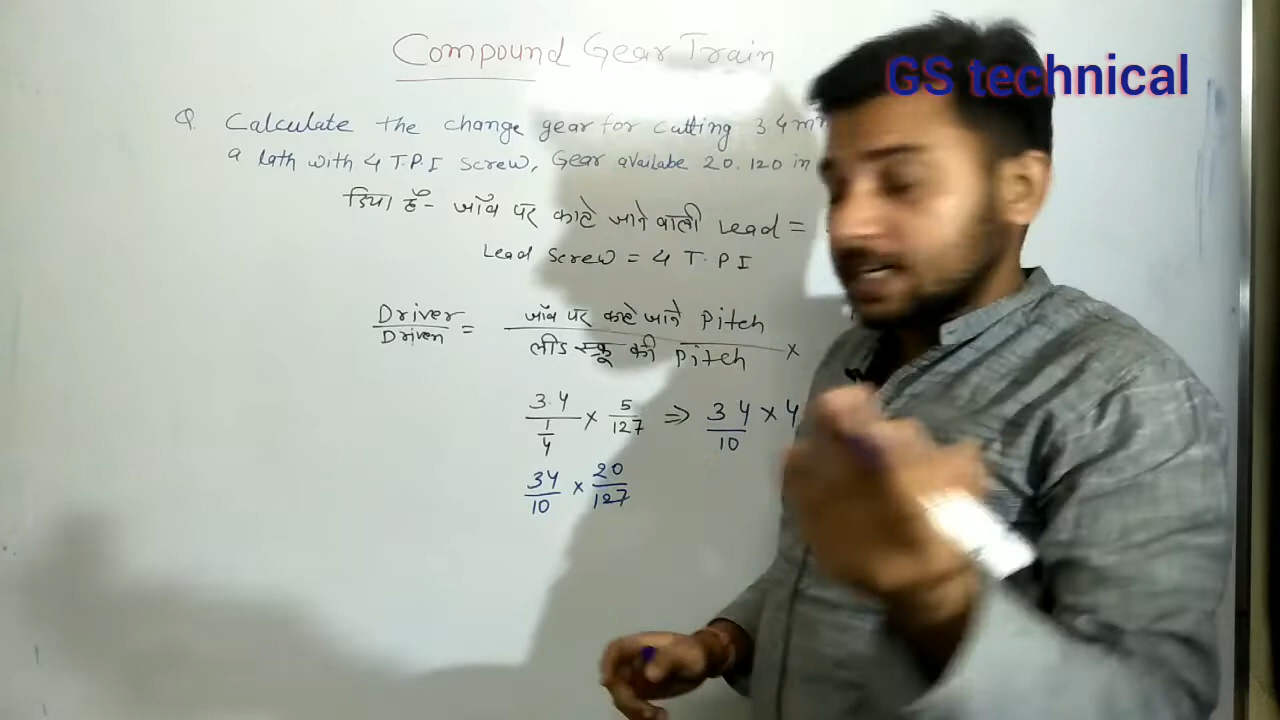 GS technical
Compound Gear Train
Q. Calculate the change gear for cutting 3.4 mm
a lath with 4 T.P.I screw, Gear availabe 20.120 in
दिया है- जॉब पर काटे जाने वाली Lead =
Lead Screw = 4 T.P I
Driver/Driven = जॉब पर काटे जाने Pitch/लीड स्क्रू की Pitch ×
3.4/(1/4) × 5/127 ⇒ 34/10 × 4
34/10 × 20/127